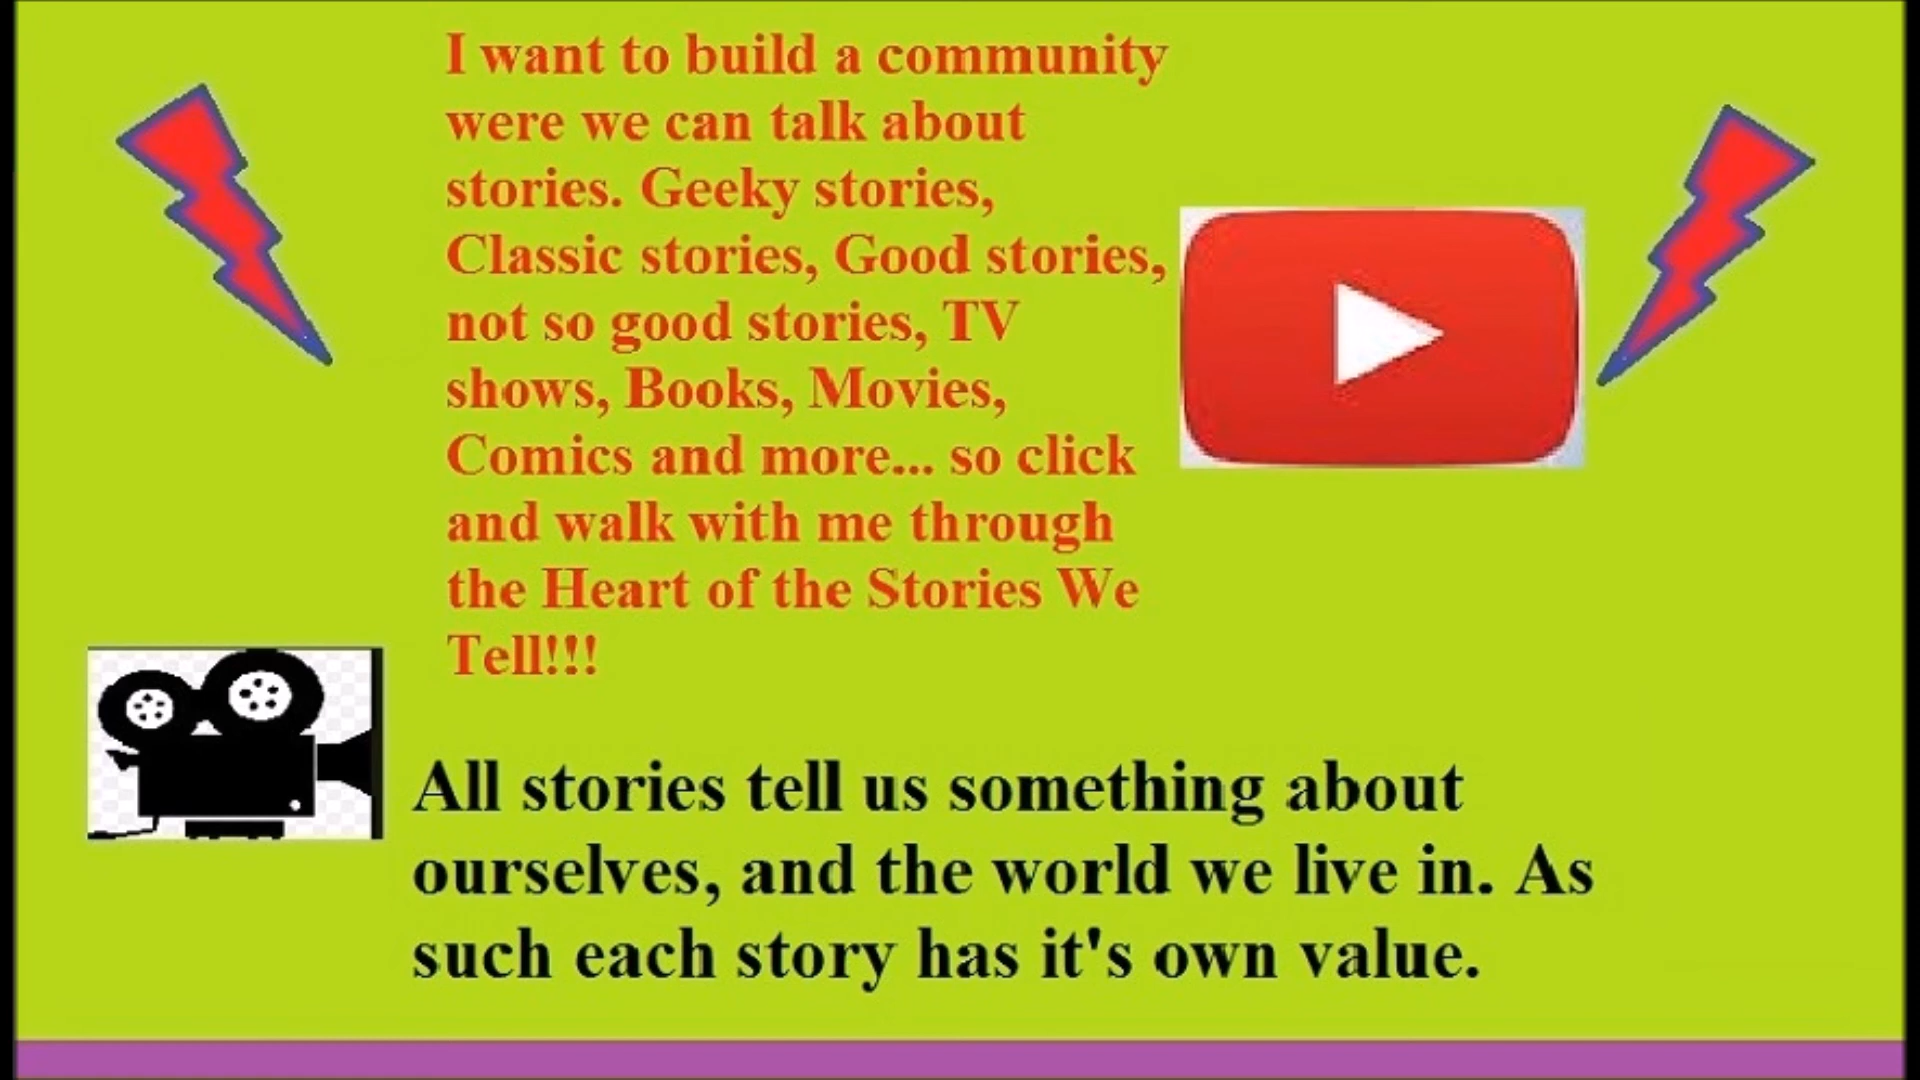 I want to build a community
were we can talk about
stories. Geeky stories,
Classic stories, Good stories,
not so good stories, TV
shows, Books, Movies,
Comics and more... so click
and walk with me through
the Heart of the Stories We
Tell!!!
All stories tell us something about
ourselves, and the world we live in. As
such each story has it's own value.